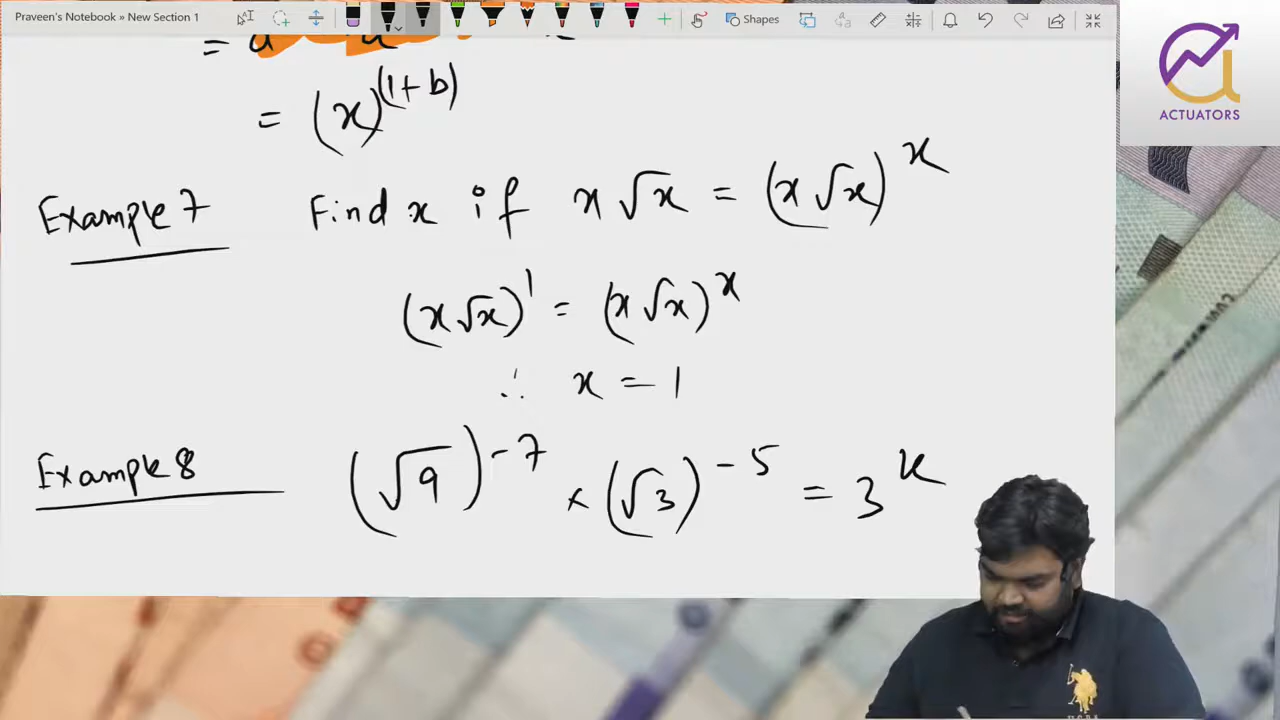 Praveen's Notebook » New Section 1
Shapes
ACTUATORS
= (x)^(1+b)
Example 7 Find x if x√x = (x√x)^x
(x√x)^1 = (x√x)^x
∴ x = 1
Example 8 (√9)^-7 × (√3)^-5 = 3^x